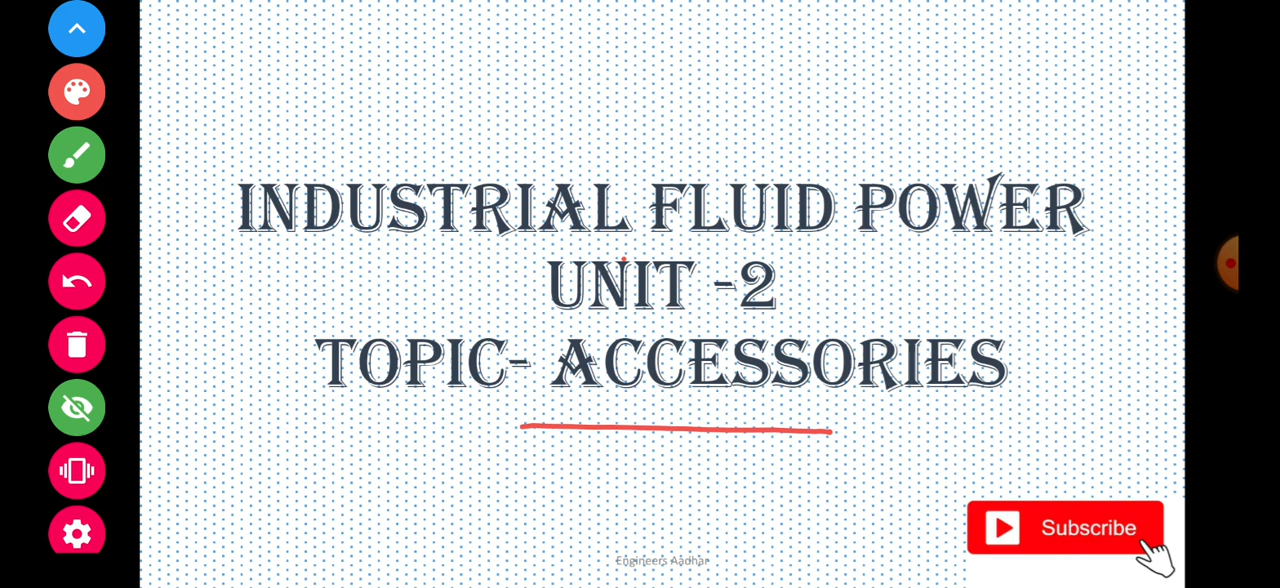 INDUSTRIAL FLUID POWER
UNIT -2
TOPIC- ACCESSORIES
Subscribe
Engineers Aadhar